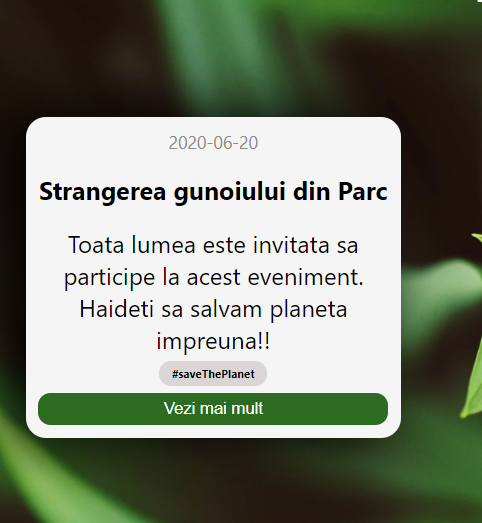 2020-06-20
Strangerea gunoiului din Parc
Toata lumea este invitata sa
participe la acest eveniment.
Haideti sa salvam planeta
impreuna!!
#saveThePlanet
Vezi mai mult